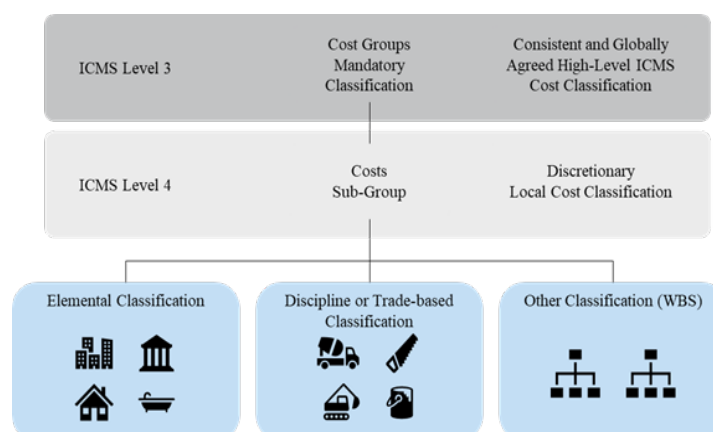 ICMS Level 3
Cost Groups
Mandatory
Classification
Consistent and Globally
Agreed High-Level ICMS
Cost Classification
ICMS Level 4
Costs
Sub-Group
Discretionary
Local Cost Classification
Elemental Classification
Discipline or Trade-based
Classification
Other Classification (WBS)